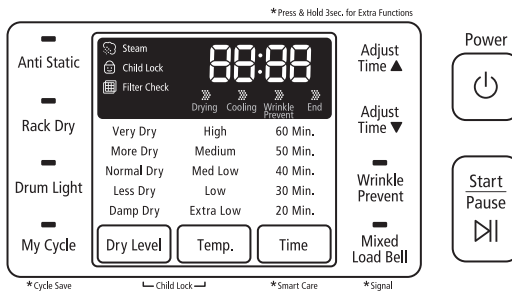 *Press & Hold 3sec. for Extra Functions
Anti Static
Rack Dry
Drum Light
My Cycle
Steam
Child Lock
Filter Check
88:88
Drying Cooling Wrinkle Prevent End
Very Dry High 60 Min.
More Dry Medium 50 Min.
Normal Dry Med Low 40 Min.
Less Dry Low 30 Min.
Damp Dry Extra Low 20 Min.
Dry Level Temp. Time
Adjust
Time ▲
Adjust
Time ▼
Wrinkle
Prevent
Mixed
Load Bell
Power
Start
Pause
*Cycle Save
Child Lock
*Smart Care
*Signal